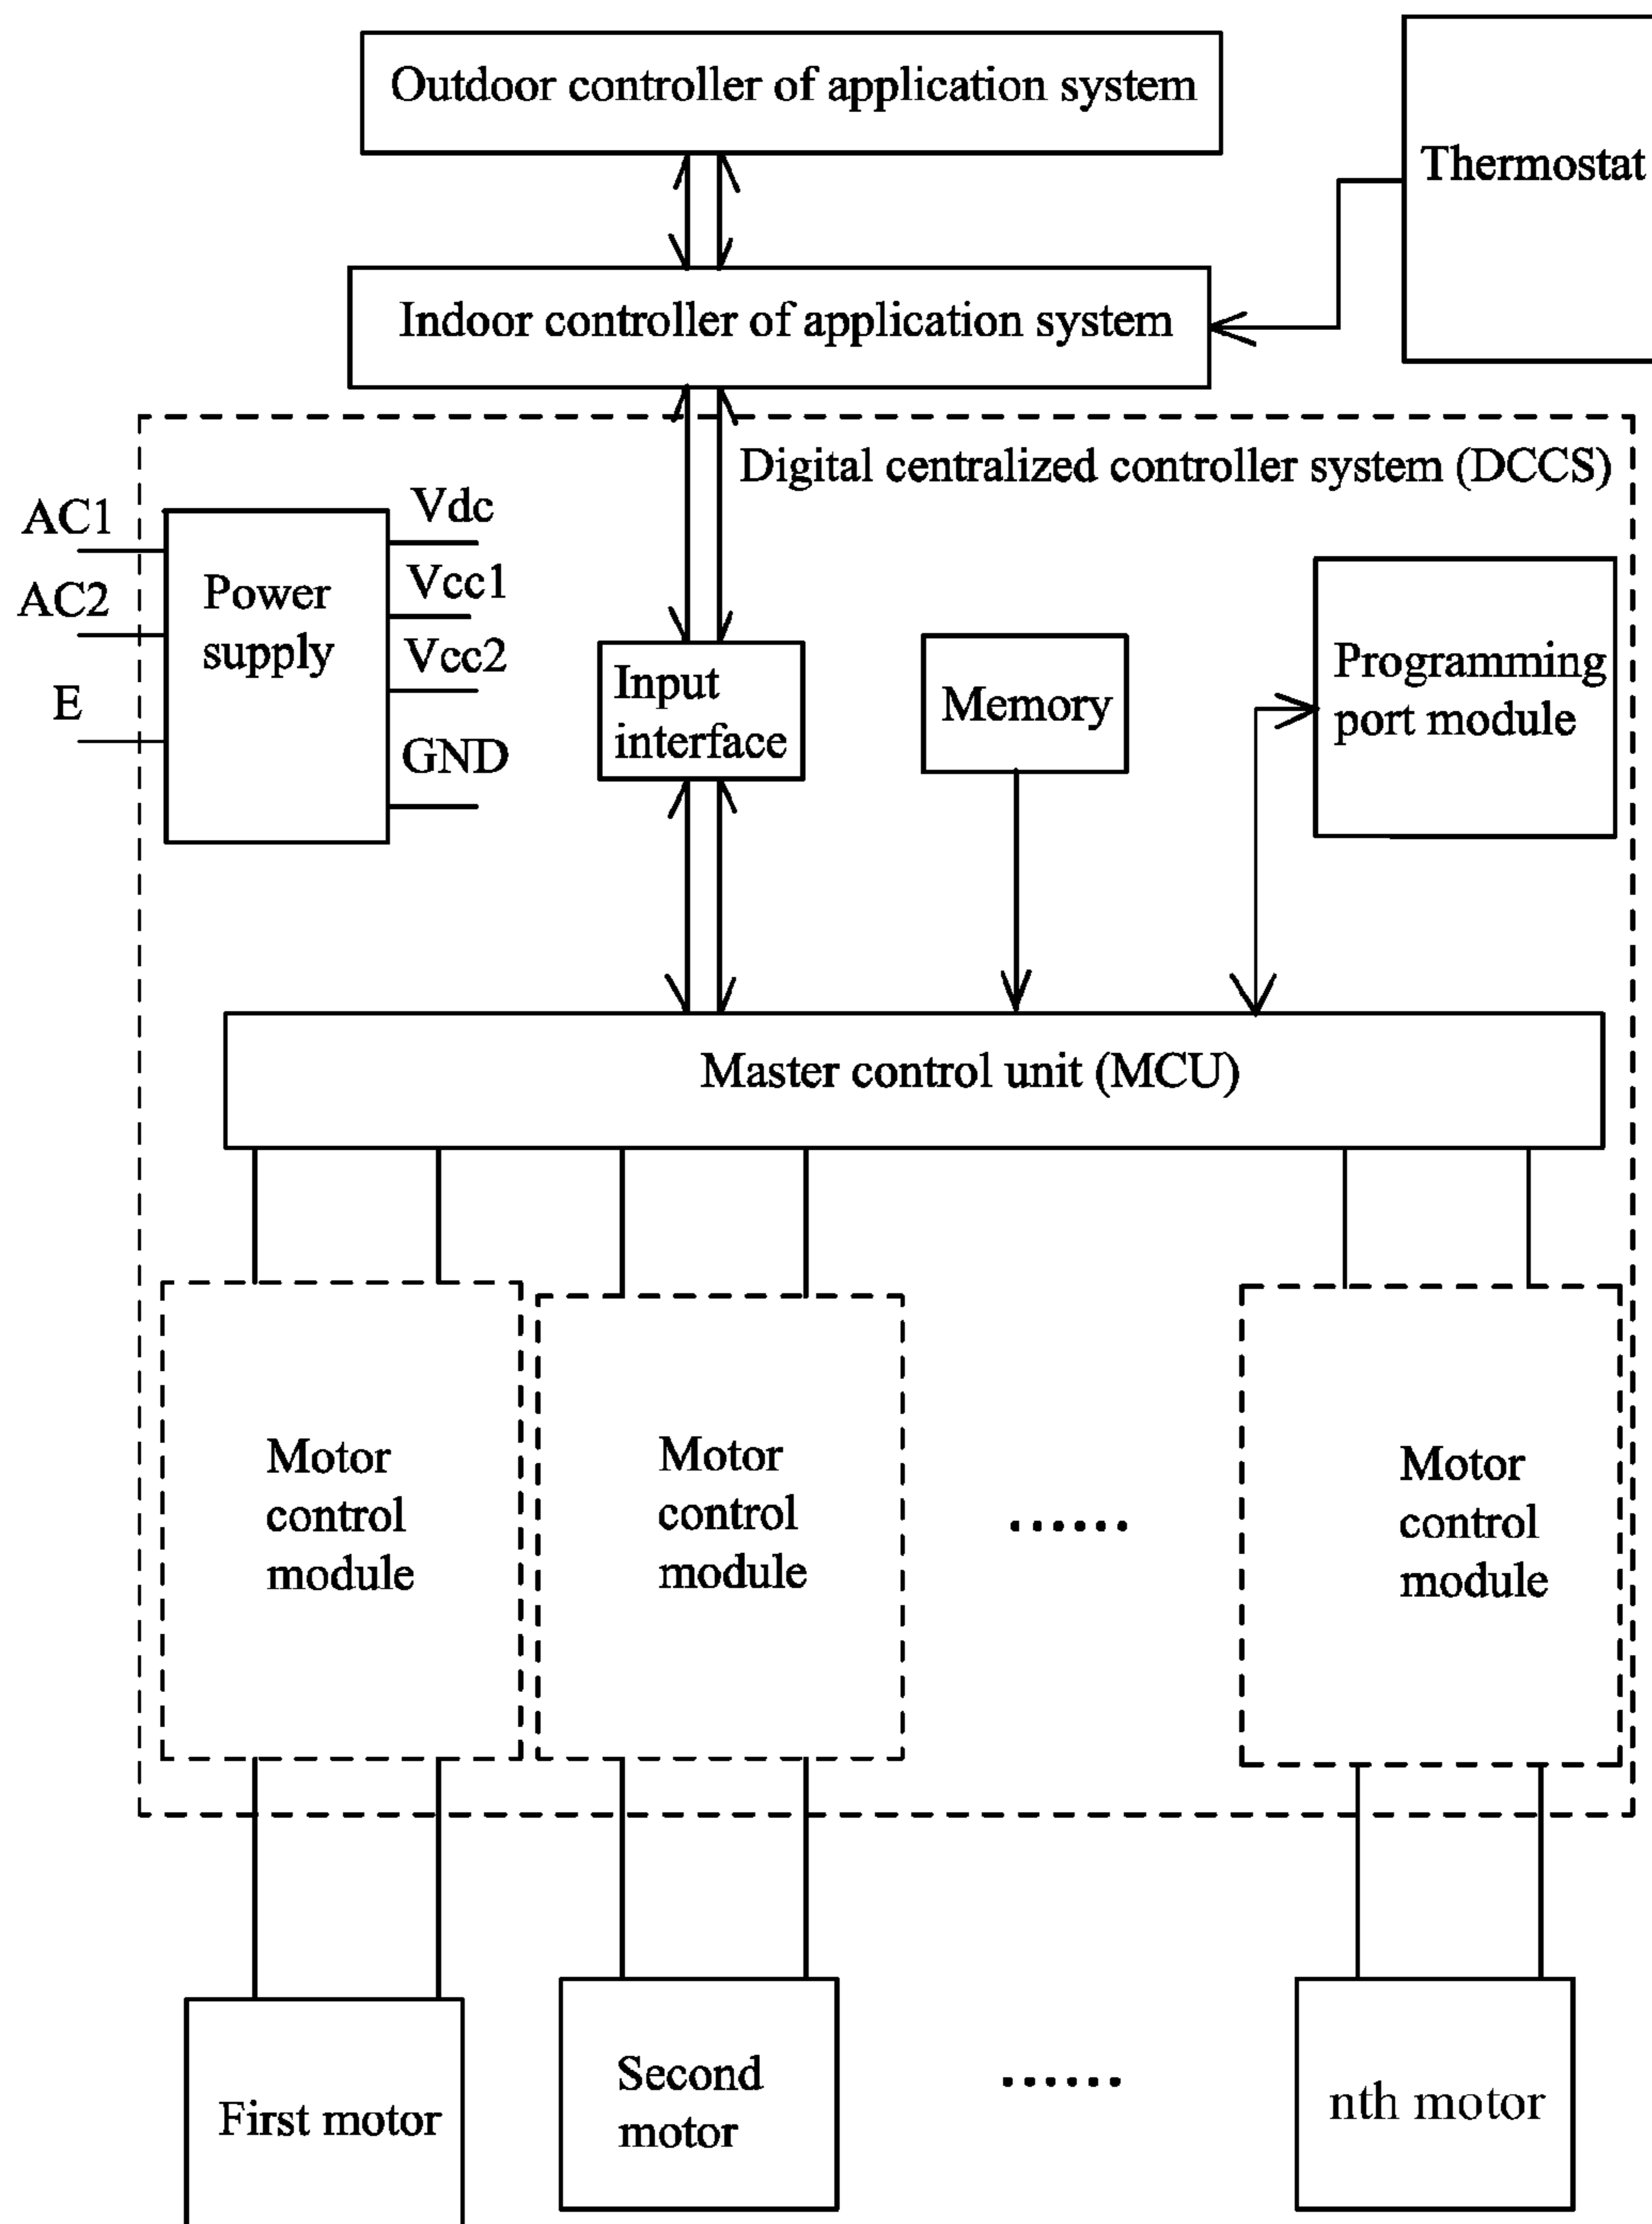 Outdoor controller of application system
Thermostat
Indoor controller of application system
Digital centralized controller system (DCCS)
AC1
AC2
E
Power
supply
Vdc
Vcc1
Vcc2
GND
Input
interface
Memory
Programming
port module
Master control unit (MCU)
Motor
control
module
Motor
control
module
......
Motor
control
module
First motor
Second
motor
......
nth motor